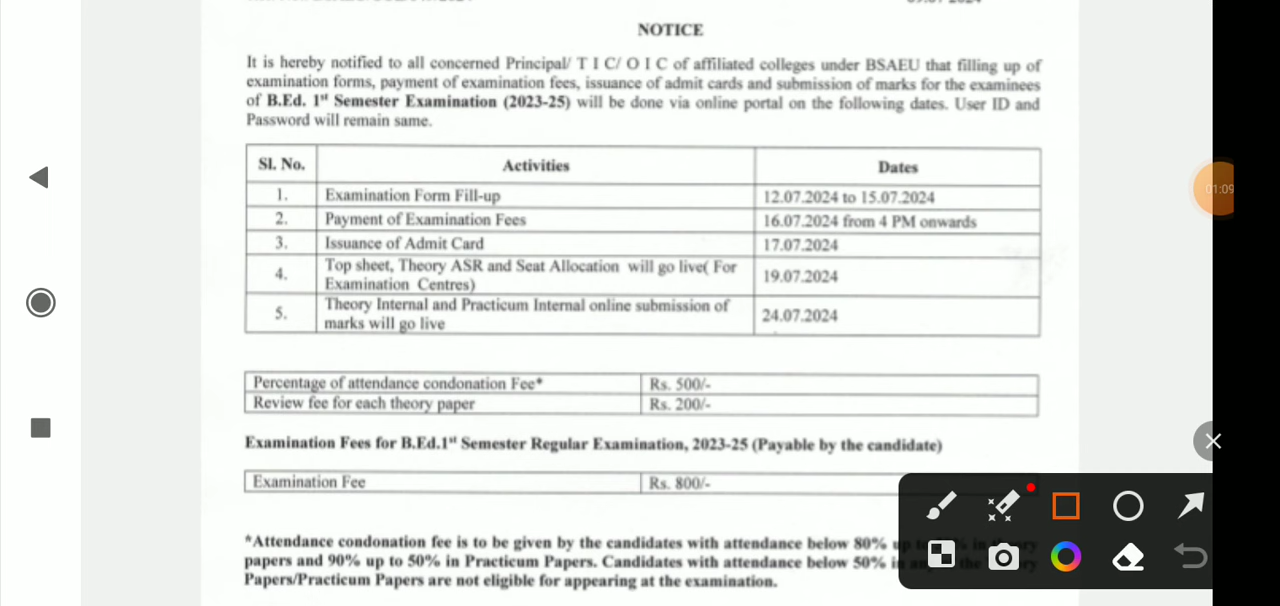 NOTICE
It is hereby notified to all concerned Principal/ T I C/ O I C of affiliated colleges under BSAEU that filling up of
examination forms, payment of examination fees, issuance of admit cards and submission of marks for the examinees
of B.Ed. 1st Semester Examination (2023-25) will be done via online portal on the following dates. User ID and
Password will remain same.
Sl. No. Activities Dates
1. Examination Form Fill-up 12.07.2024 to 15.07.2024
2. Payment of Examination Fees 16.07.2024 from 4 PM onwards
3. Issuance of Admit Card 17.07.2024
4. Top sheet, Theory ASR and Seat Allocation will go live( For
Examination Centres) 19.07.2024
5. Theory Internal and Practicum Internal online submission of
marks will go live 24.07.2024
Percentage of attendance condonation Fee* Rs. 500/-
Review fee for each theory paper Rs. 200/-
Examination Fees for B.Ed.1st Semester Regular Examination, 2023-25 (Payable by the candidate)
Examination Fee Rs. 800/-
*Attendance condonation fee is to be given by the candidates with attendance below 80%
papers and 90% up to 50% in Practicum Papers. Candidates with attendance below 50%
Papers/Practicum Papers are not eligible for appearing at the examination.
01:09